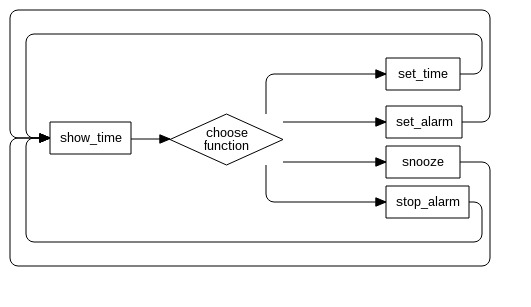 set_time
set_alarm
show_time
choose
function
snooze
stop_alarm